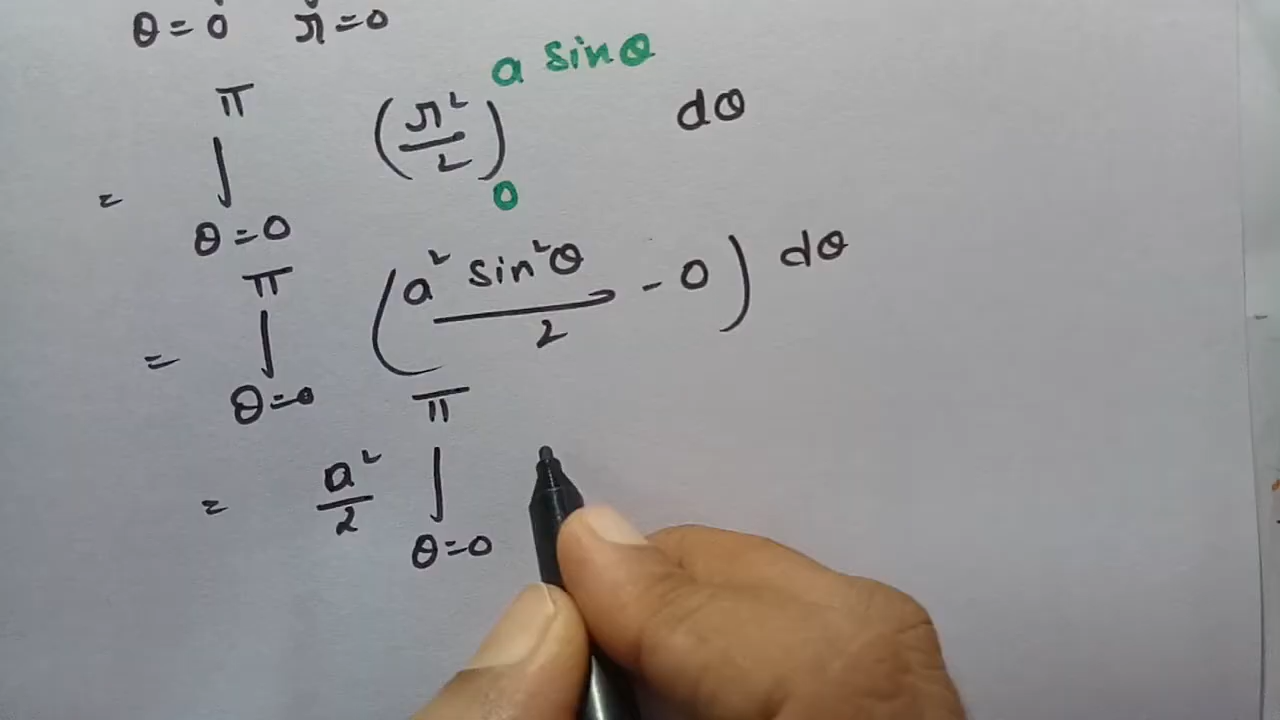 θ = 0 r = 0
= ∫_{θ=0}^{π} (r²/2)_{0}^{a sinθ} dθ
= ∫_{θ=0}^{π} (a² sin²θ/2 - 0) dθ
= a²/2 ∫_{θ=0}^{π}